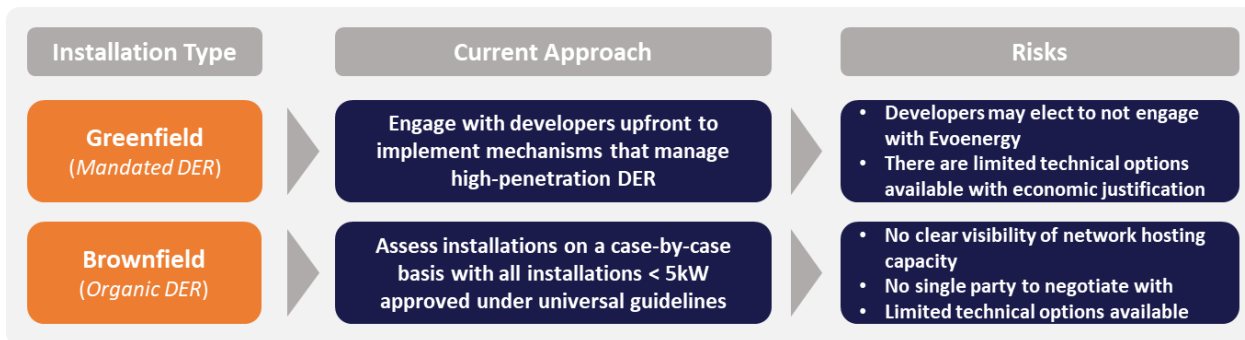 Installation Type
Current Approach
Risks
Greenfield
(Mandated DER)
Engage with developers upfront to
implement mechanisms that manage
high-penetration DER
• Developers may elect to not engage
with Evoenergy
• There are limited technical options
available with economic justification
Brownfield
(Organic DER)
Assess installations on a case-by-case
basis with all installations < 5kW
approved under universal guidelines
• No clear visibility of network hosting
capacity
• No single party to negotiate with
• Limited technical options available